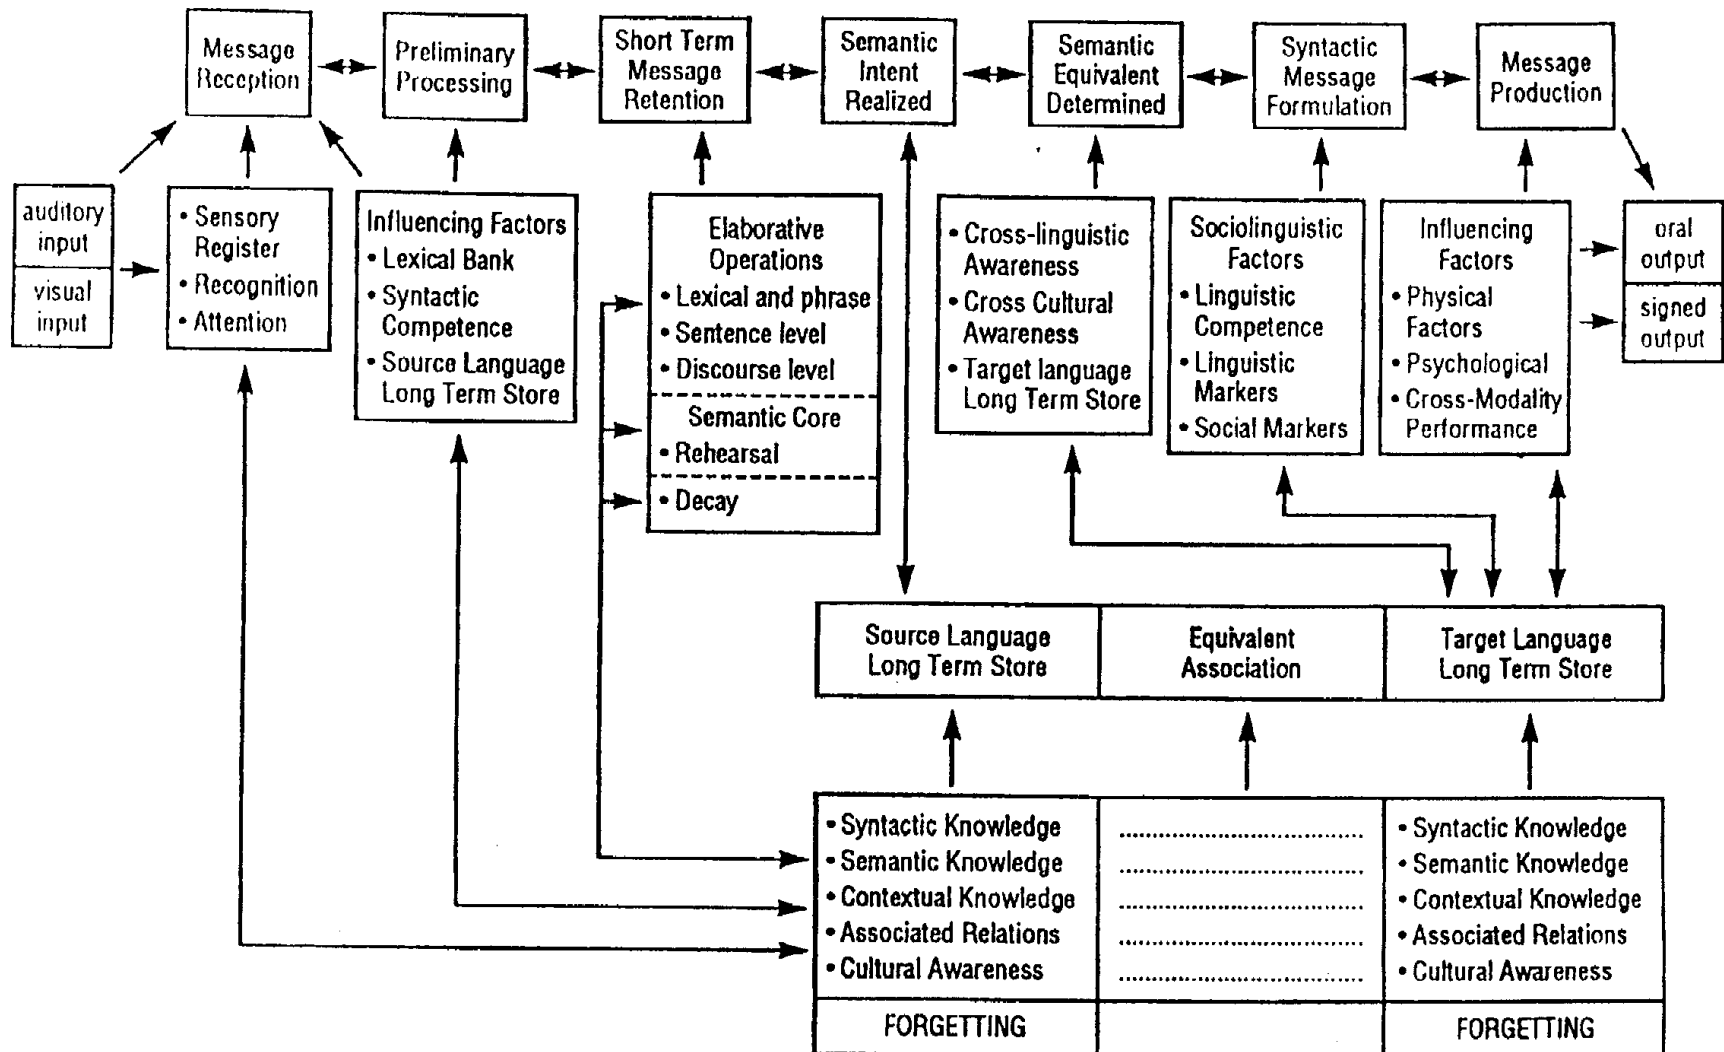 Message
Reception
Preliminary
Processing
Short Term
Message
Retention
Semantic
Intent
Realized
Semantic
Equivalent
Determined
Syntactic
Message
Formulation
Message
Production
auditory
input
visual
input
• Sensory
Register
• Recognition
• Attention
Influencing Factors
• Lexical Bank
• Syntactic
Competence
• Source Language
Long Term Store
Elaborative
Operations
• Lexical and phrase
• Sentence level
• Discourse level
Semantic Core
• Rehearsal
• Decay
• Cross-linguistic
Awareness
• Cross Cultural
Awareness
• Target language
Long Term Store
Sociolinguistic
Factors
• Linguistic
Competence
• Linguistic
Markers
• Social Markers
Influencing
Factors
• Physical
Factors
• Psychological
• Cross-Modality
Performance
oral
output
signed
output
Source Language
Long Term Store
Equivalent
Association
Target Language
Long Term Store
• Syntactic Knowledge
• Semantic Knowledge
• Contextual Knowledge
• Associated Relations
• Cultural Awareness
• Syntactic Knowledge
• Semantic Knowledge
• Contextual Knowledge
• Associated Relations
• Cultural Awareness
FORGETTING
FORGETTING